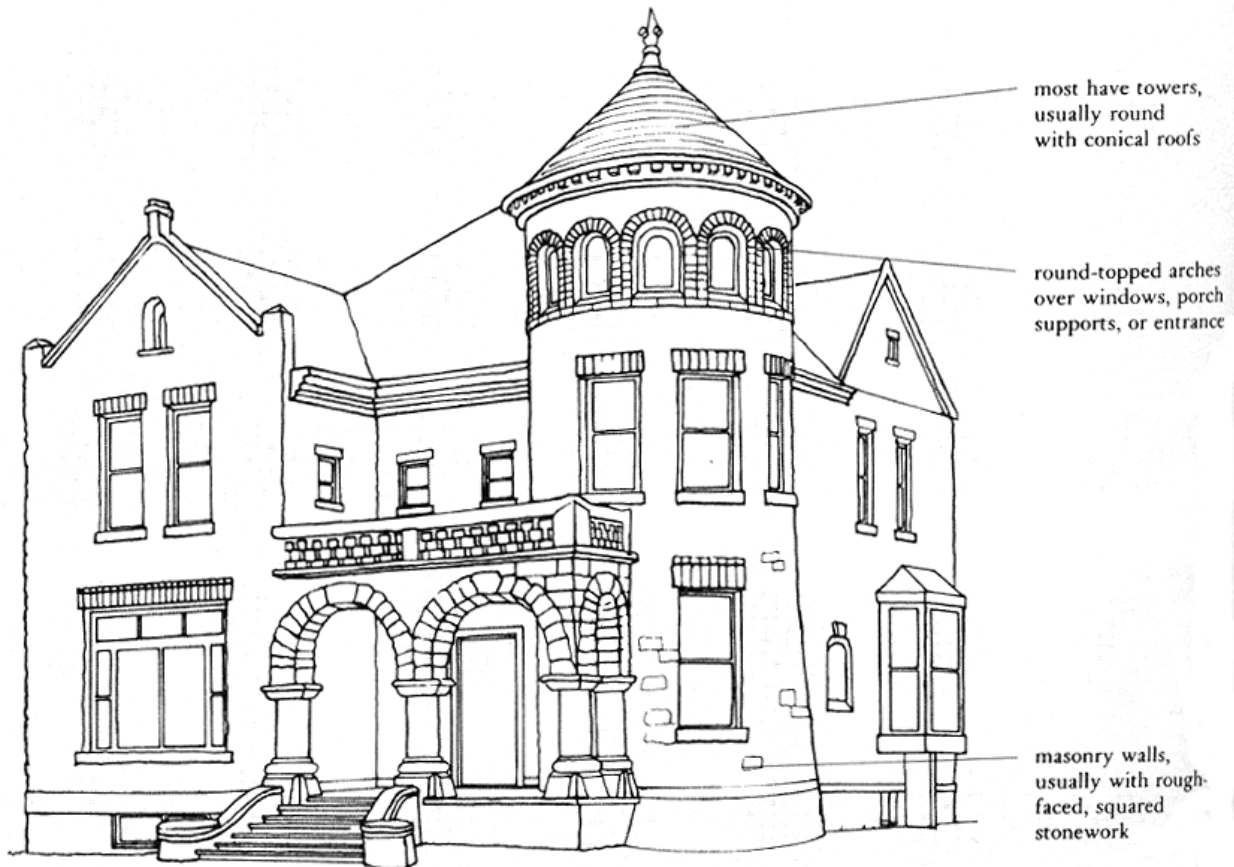 most have towers,
usually round
with conical roofs
round-topped arches
over windows, porch
supports, or entrance
masonry walls,
usually with rough-
faced, squared
stonework